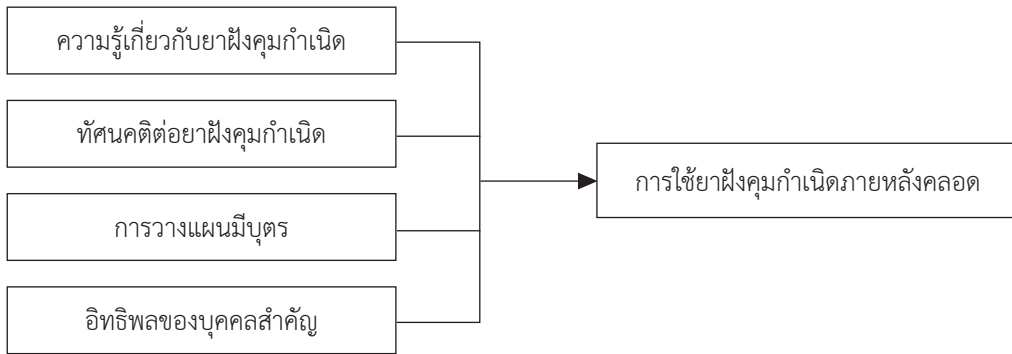 ความรู้เกี่ยวกับยาฝังคุมกำเนิด
ทัศนคติต่อยาฝังคุมกำเนิด
การวางแผนมีบุตร
อิทธิพลของบุคคลสำคัญ
การใช้ยาฝังคุมกำเนิดภายหลังคลอด